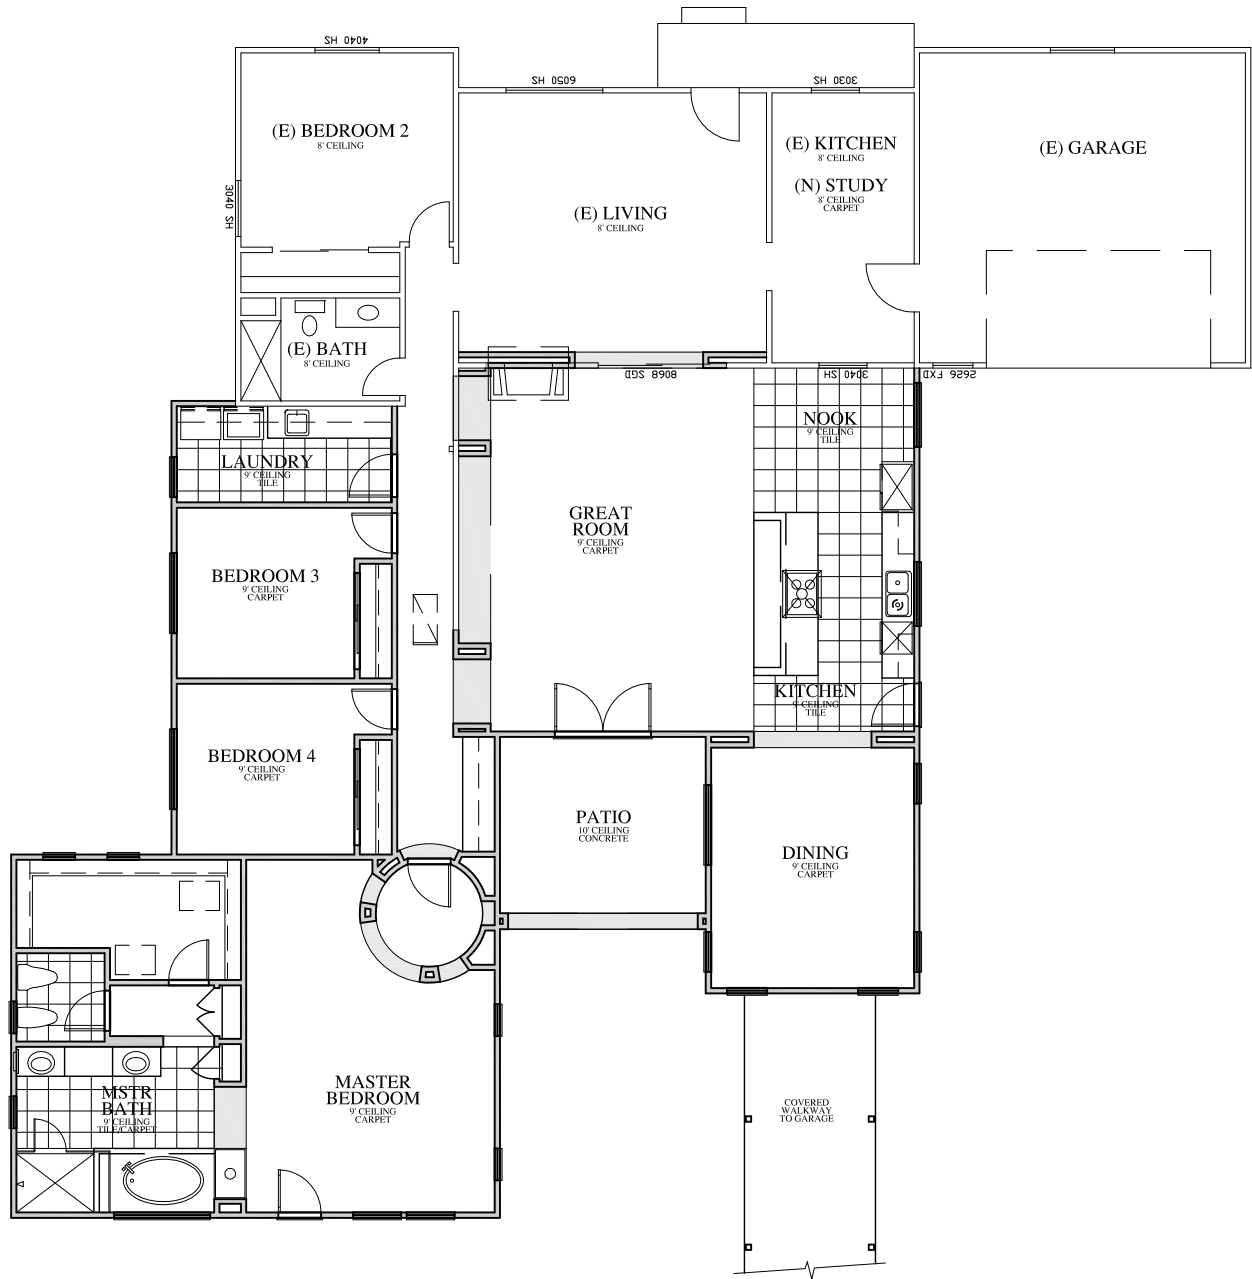 4040 HS
6050 HS
3030 HS
(E) BEDROOM 2
8' CEILING
(E) KITCHEN
8' CEILING
(N) STUDY
8' CEILING
CARPET
(E) GARAGE
3040 SH
(E) LIVING
8' CEILING
(E) BATH
8' CEILING
8068 SGD
3040 SH
2626 FXD
NOOK
9' CEILING
TILE
LAUNDRY
9' CEILING
TILE
GREAT
ROOM
9' CEILING
CARPET
BEDROOM 3
9' CEILING
CARPET
KITCHEN
9' CEILING
TILE
BEDROOM 4
9' CEILING
CARPET
PATIO
10' CEILING
CONCRETE
DINING
9' CEILING
CARPET
MASTER
BEDROOM
9' CEILING
CARPET
MSTR
BATH
9' CEILING
TILE/CARPET
COVERED
WALKWAY
TO GARAGE